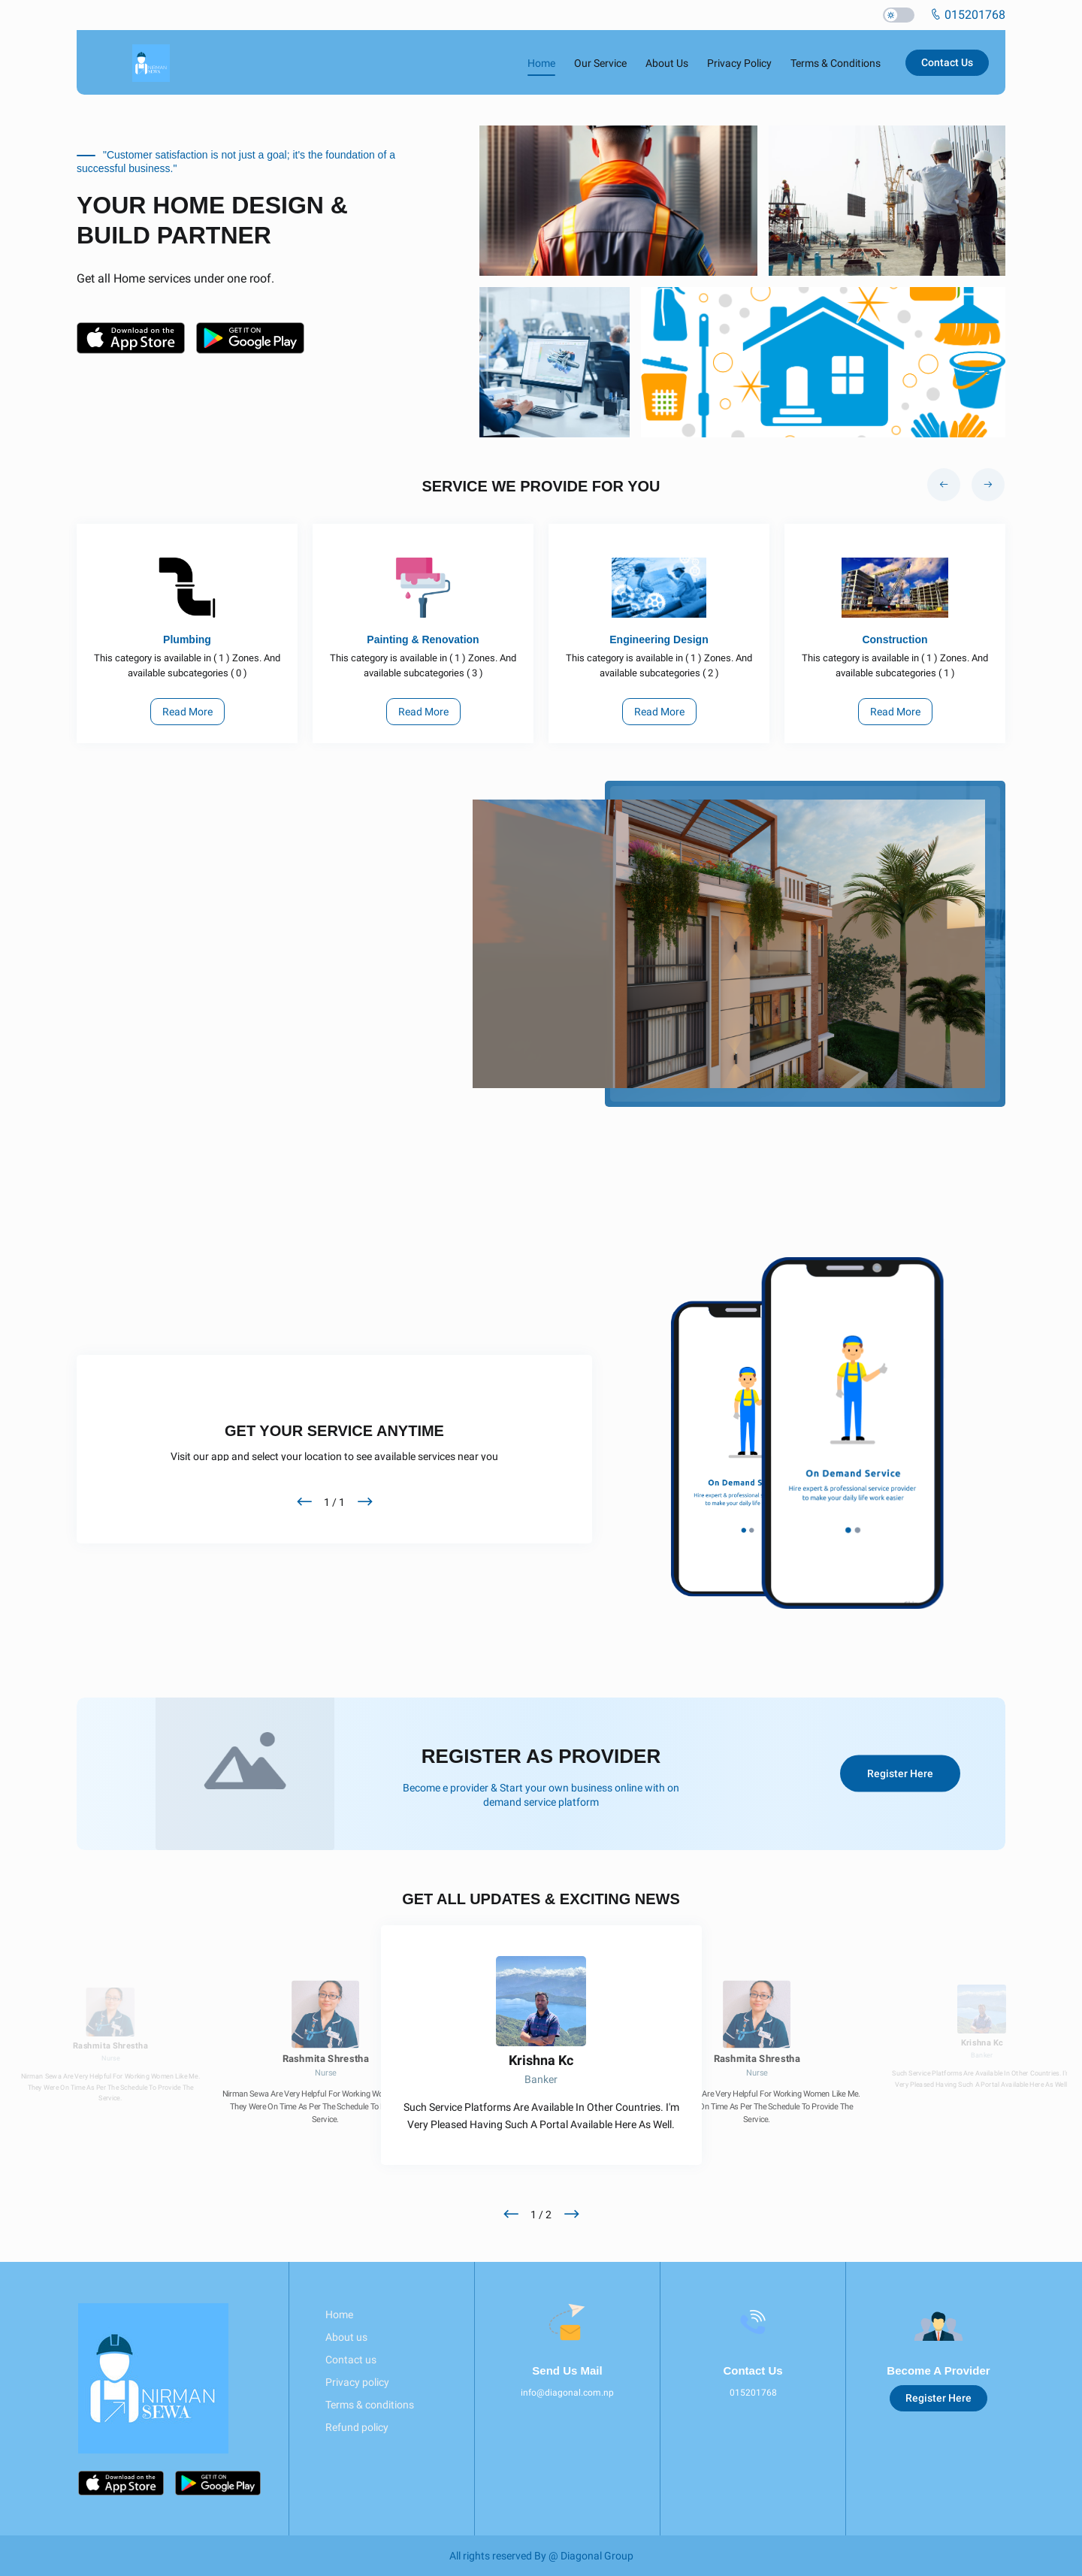 015201768
Home
Our Service
About Us
Privacy Policy
Terms & Conditions
Contact Us
"Customer satisfaction is not just a goal; it's the foundation of a
successful business."
YOUR HOME DESIGN &
BUILD PARTNER
Get all Home services under one roof.
Download on the
App Store
GET IT ON
Google Play
SERVICE WE PROVIDE FOR YOU
Plumbing
This category is available in ( 1 ) Zones. And
available subcategories ( 0 )
Read More
Painting & Renovation
This category is available in ( 1 ) Zones. And
available subcategories ( 3 )
Read More
Engineering Design
This category is available in ( 1 ) Zones. And
available subcategories ( 2 )
Read More
Construction
This category is available in ( 1 ) Zones. And
available subcategories ( 1 )
Read More
GET YOUR SERVICE ANYTIME
Visit our app and select your location to see available services near you
1 / 1
On Demand S
Hire expert & professional
to make your daily life
On Demand Service
Hire expert & professional service provider
to make your daily life work easier
REGISTER AS PROVIDER
Become e provider & Start your own business online with on
demand service platform
Register Here
GET ALL UPDATES & EXCITING NEWS
Rashmita Shrestha
Nurse
Nirman Sewa Are Very Helpful For Working Women Like Me.
They Were On Time As Per The Schedule To Provide The
Service.
Rashmita Shrestha
Nurse
Nirman Sewa Are Very Helpful For Working Wo
They Were On Time As Per The Schedule To
Service.
Krishna Kc
Banker
Such Service Platforms Are Available In Other Countries. I'm
Very Pleased Having Such A Portal Available Here As Well.
Rashmita Shrestha
Nurse
Are Very Helpful For Working Women Like Me.
On Time As Per The Schedule To Provide The
Service.
Krishna Kc
Banker
Such Service Platforms Are Available In Other Countries. I'
Very Pleased Having Such A Portal Available Here As Well
1 / 2
NIRMAN
SEWA
Download on the
App Store
GET IT ON
Google Play
Home
About us
Contact us
Privacy policy
Terms & conditions
Refund policy
Send Us Mail
info@diagonal.com.np
Contact Us
015201768
Become A Provider
Register Here
All rights reserved By @ Diagonal Group